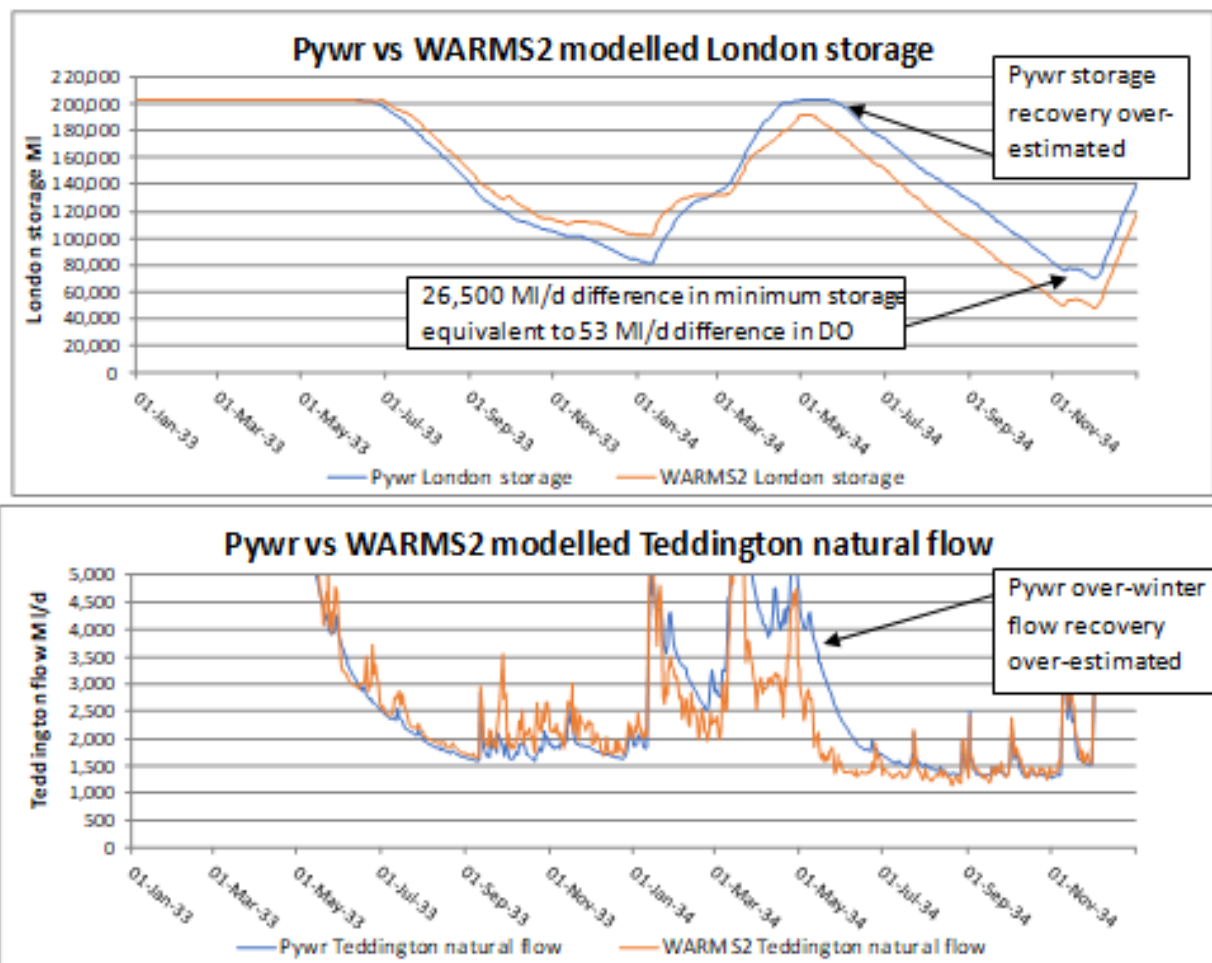 Pywr vs WARMS2 modelled London storage
220,000
200,000
180,000
160,000
140,000
120,000
100,000
80,000
60,000
40,000
20,000
0
London storage Ml
Pywr storage
recovery over-
estimated
26,500 Ml/d difference in minimum storage
equivalent to 53 Ml/d difference in DO
01-Jan-33
01-Mar-33
01-May-33
01-Jul-33
01-Sep-33
01-Nov-33
01-Jan-34
01-Mar-34
01-May-34
01-Jul-34
01-Sep-34
01-Nov-34
Pywr London storage
WARMS2 London storage
Pywr vs WARMS2 modelled Teddington natural flow
5,000
4,500
4,000
3,500
3,000
2,500
2,000
1,500
1,000
500
0
Teddington flow Ml/d
Pywr over-winter
flow recovery
over-estimated
01-Jan-33
01-Mar-33
01-May-33
01-Jul-33
01-Sep-33
01-Nov-33
01-Jan-34
01-Mar-34
01-May-34
01-Jul-34
01-Sep-34
01-Nov-34
Pywr Teddington natural flow
WARMS2 Teddington natural flow